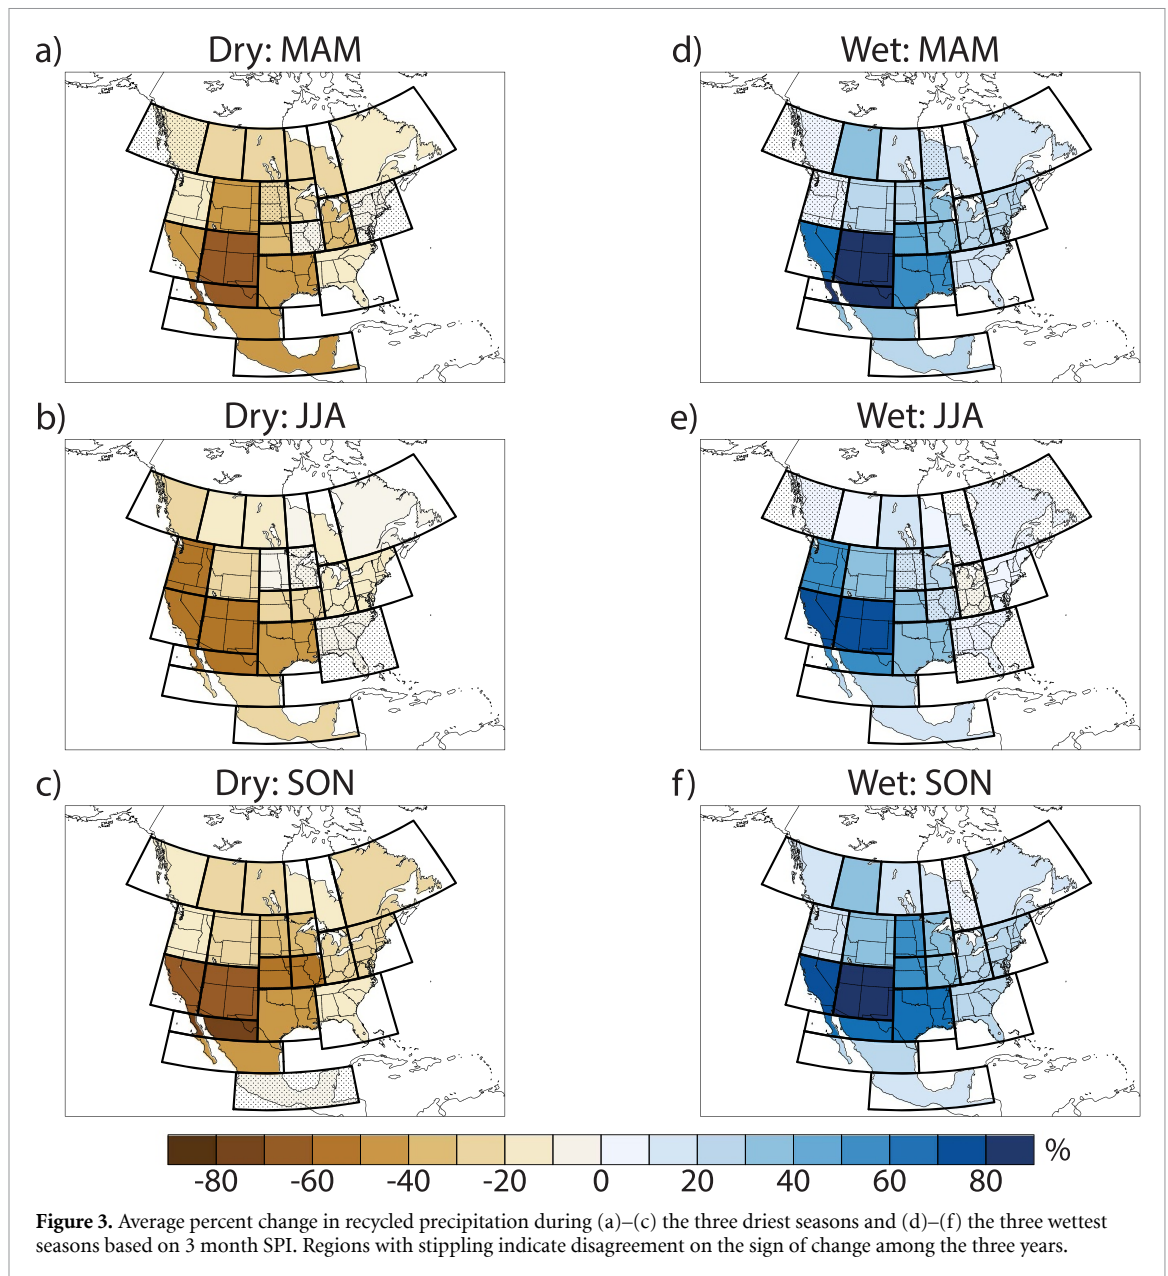 a)
Dry: MAM
d)
Wet: MAM
b)
Dry: JJA
e)
Wet: JJA
c)
Dry: SON
f)
Wet: SON
-80 -60 -40 -20 0 20 40 60 80 %
Figure 3. Average percent change in recycled precipitation during (a)–(c) the three driest seasons and (d)–(f) the three wettest
seasons based on 3 month SPI. Regions with stippling indicate disagreement on the sign of change among the three years.